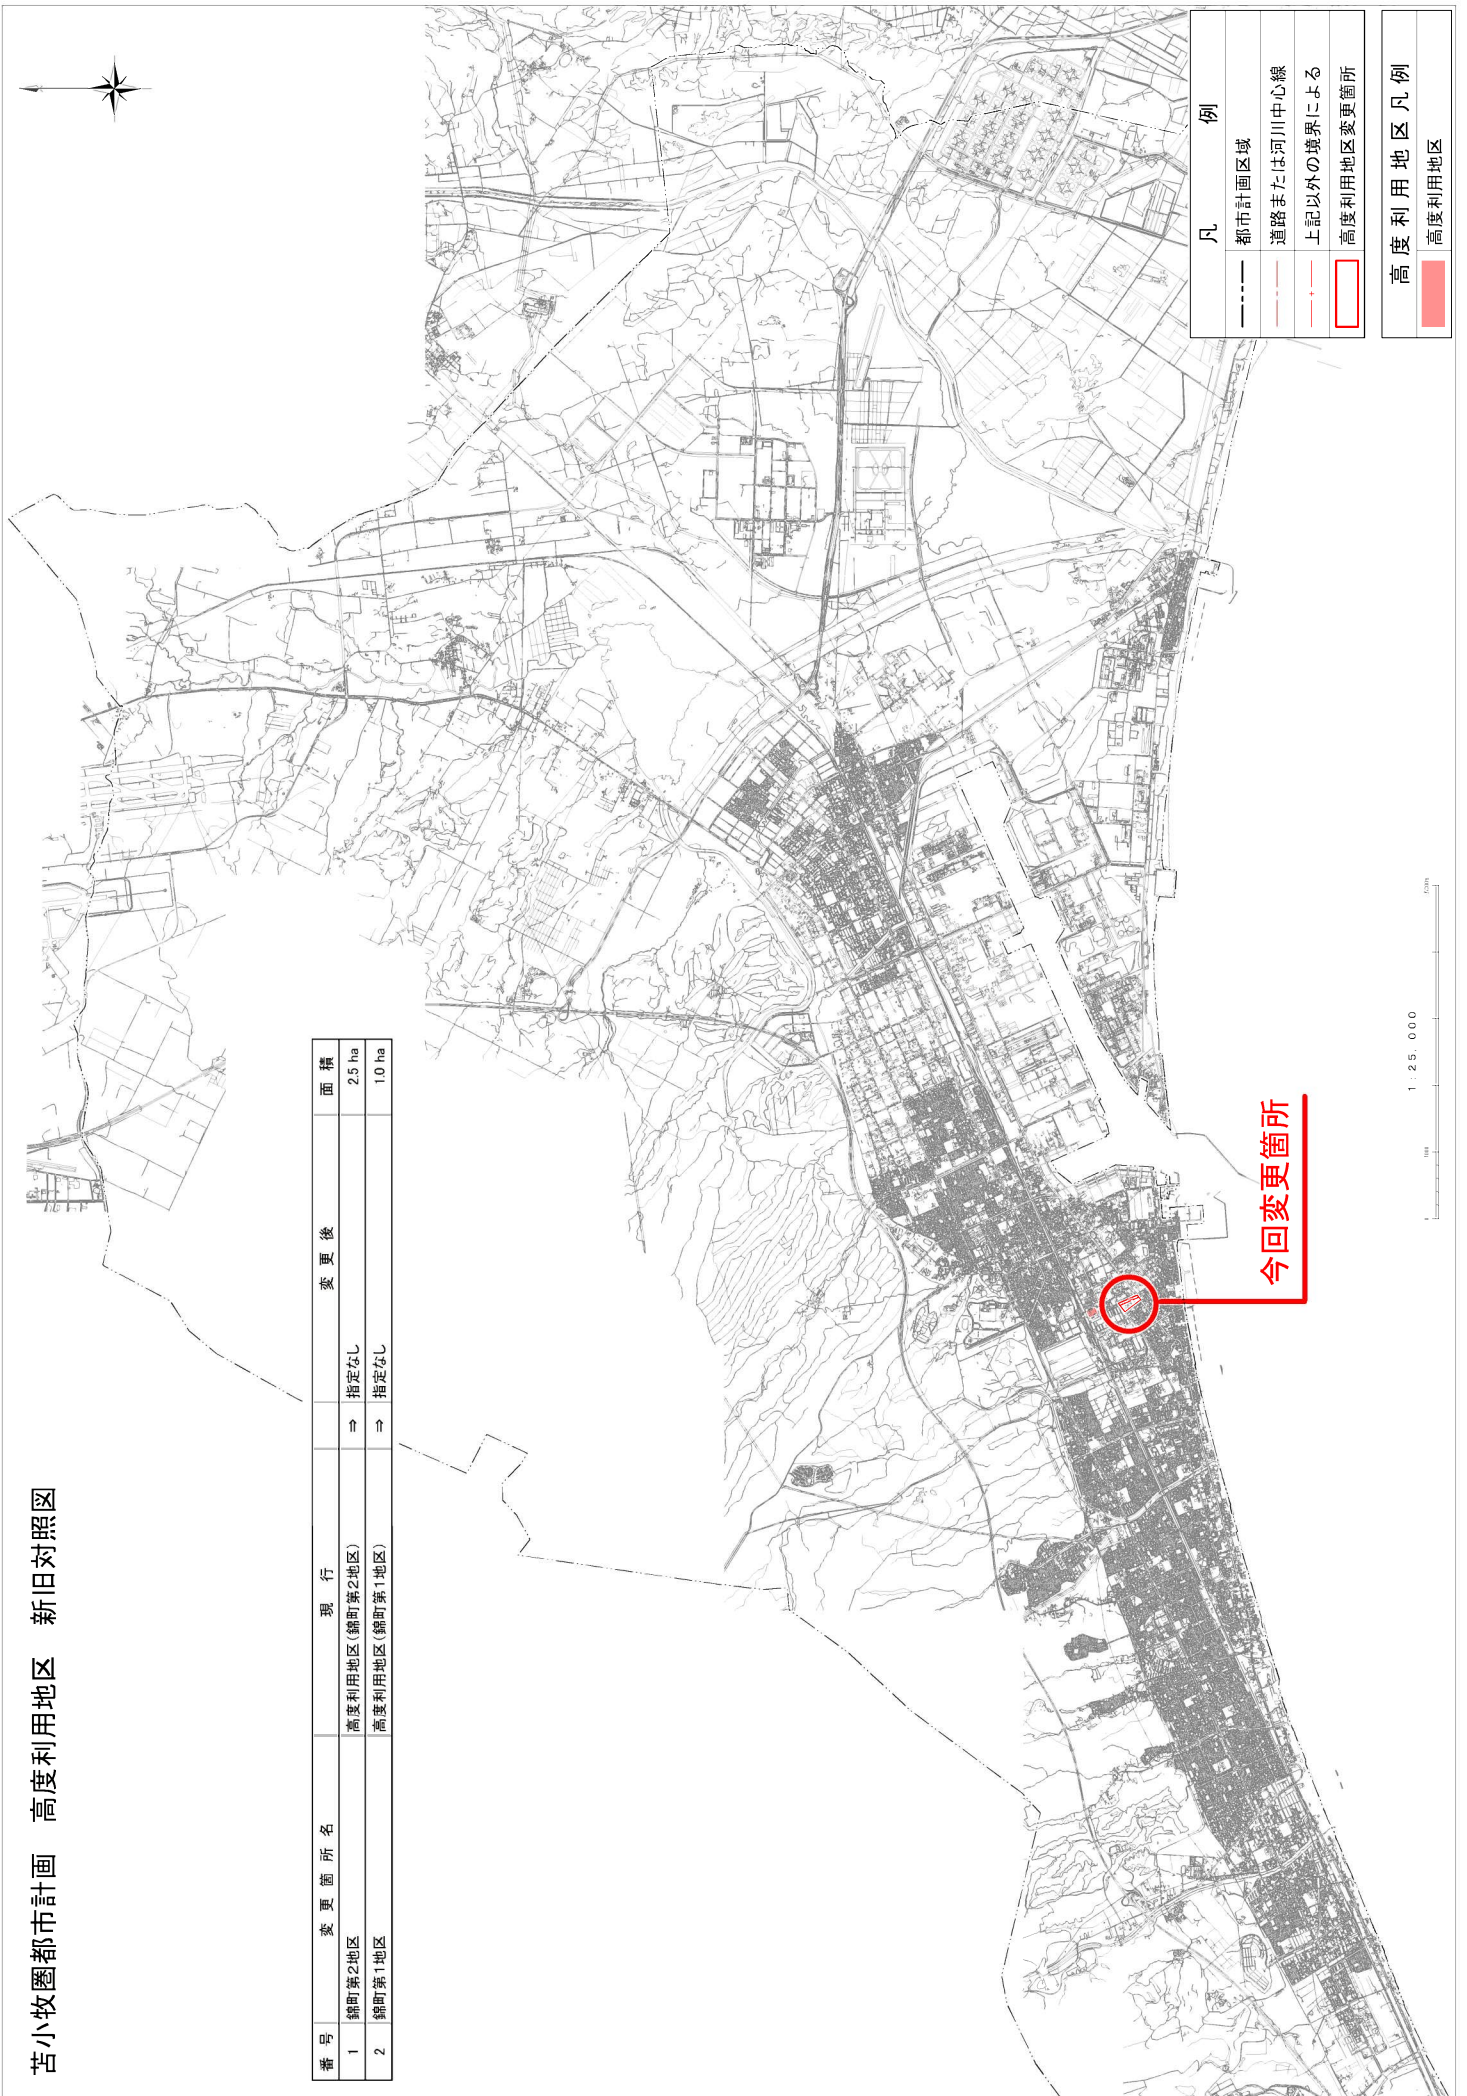 苫小牧圏都市計画　高度利用地区　新旧対照図
番 号　変 更 箇 所 名　現　行　変 更 後　面 積
1　錦町第2地区　高度利用地区(錦町第2地区)　⇒　指定なし　2.5 ha
2　錦町第1地区　高度利用地区(錦町第1地区)　⇒　指定なし　1.0 ha
今回変更箇所
1:25,000
凡　例
都市計画区域
道路または河川中心線
上記以外の境界による
高度利用地区変更箇所
高度利用地区凡例
高度利用地区